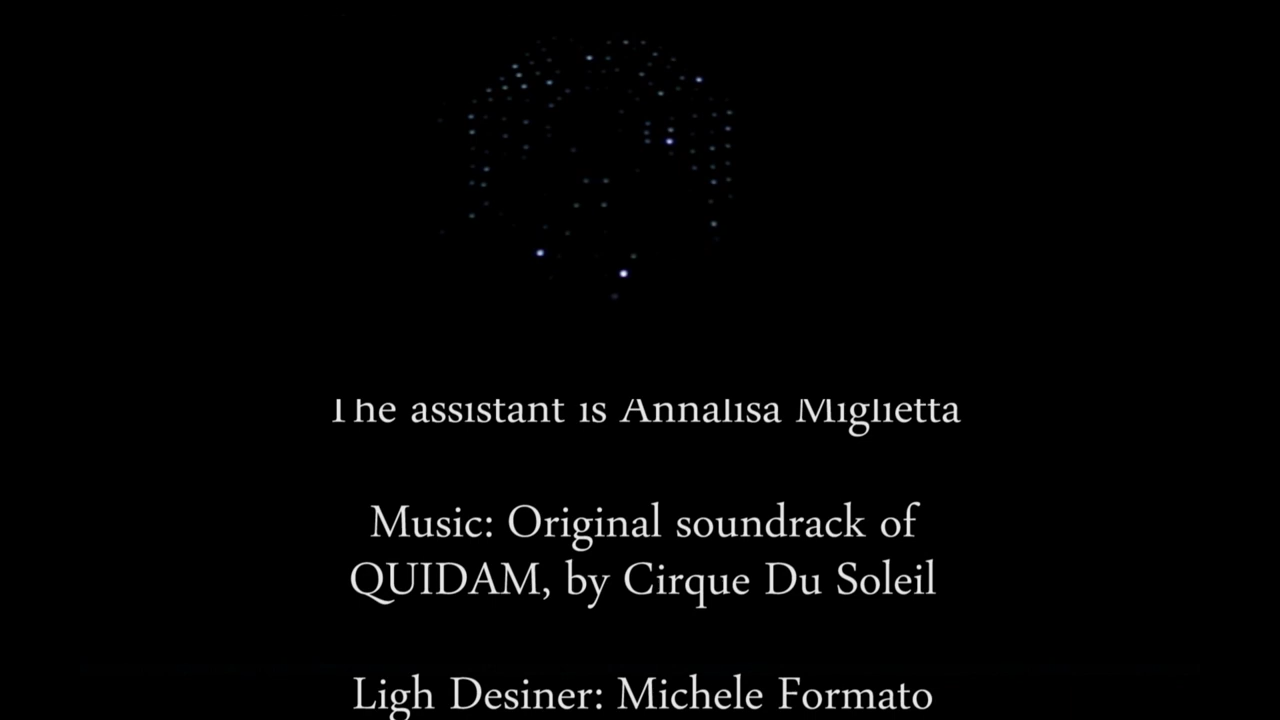 The assistant is Annalisa Miglietta
Music: Original soundrack of
QUIDAM, by Cirque Du Soleil
Ligh Desiner: Michele Formato